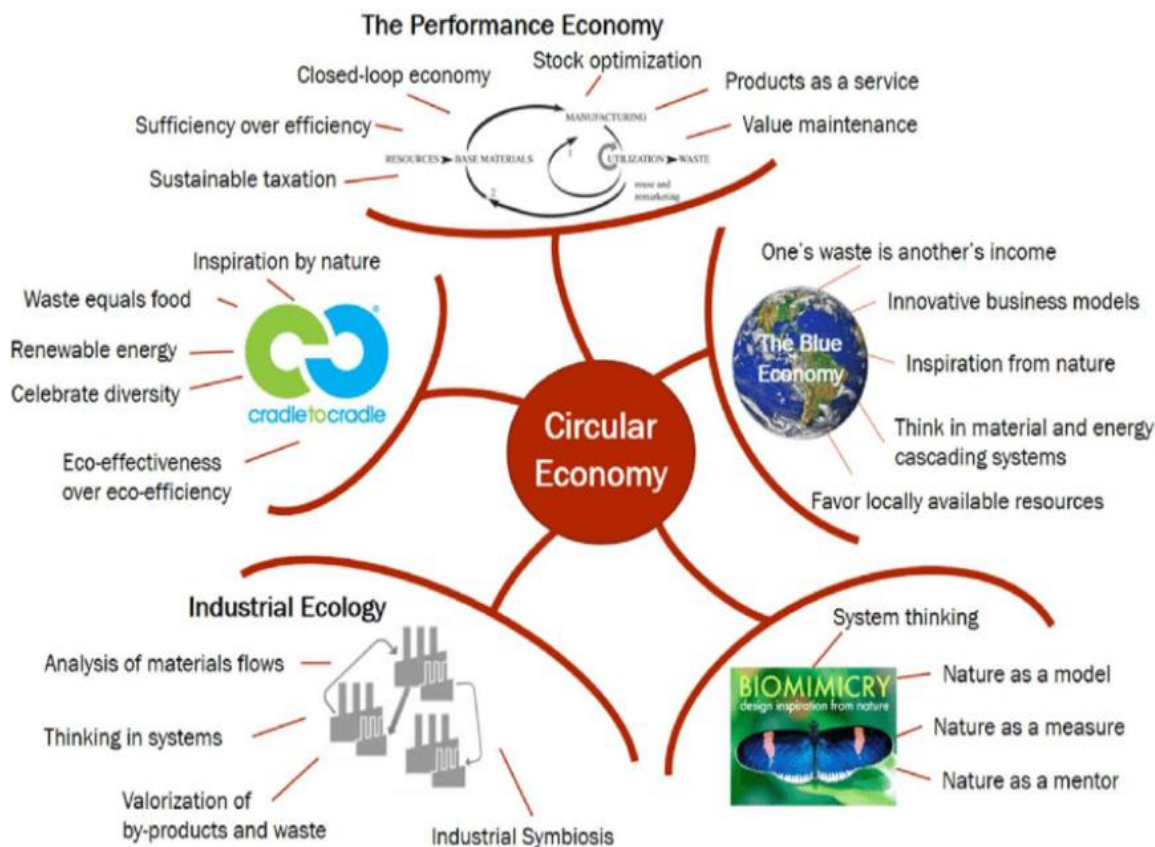 The Performance Economy
Stock optimization
Closed-loop economy
Products as a service
Sufficiency over efficiency
MANUFACTURING
Value maintenance
RESOURCES
BASE MATERIALS
1
UTILIZATION
WASTE
Sustainable taxation
2
reuse and
remarketing
Inspiration by nature
Waste equals food
Renewable energy
Celebrate diversity
®
cradletocradle
Eco-effectiveness
over eco-efficiency
One's waste is another's income
Innovative business models
The Blue
Economy
Inspiration from nature
Think in material and energy
cascading systems
Favor locally available resources
Circular
Economy
Industrial Ecology
Analysis of materials flows
Thinking in systems
Valorization of
by-products and waste
Industrial Symbiosis
System thinking
BIOMIMICRY
design inspiration from nature
Nature as a model
Nature as a measure
Nature as a mentor